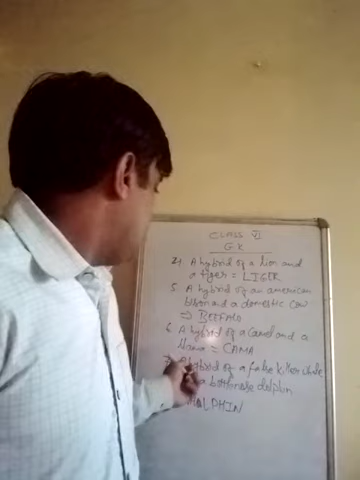 CLASS VI
G.K
4 A hybrid of a lion and
a tiger = LIGER
5 A hybrid of an american
bison and a domestic cow
⇒ BEEFALO
6 A hybrid of a camel and a
llama = CAMA
7 A hybrid of a false killer whale
a bottlenose dolphin
HOLPHIN